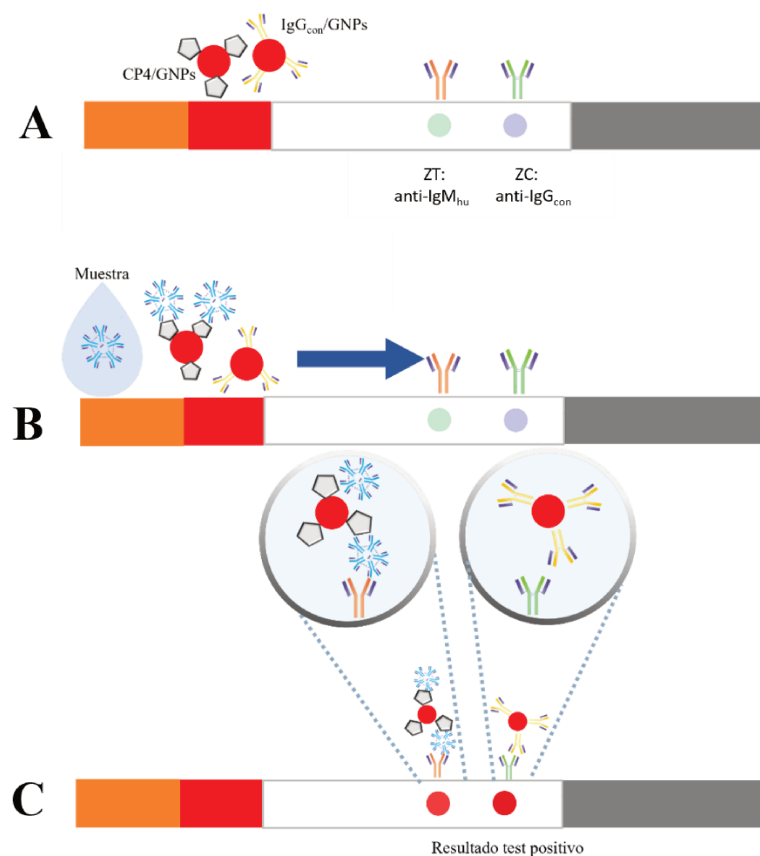 IgGcon/GNPs
CP4/GNPs
A
ZT:
anti-IgMhu
ZC:
anti-IgGcon
Muestra
B
C
Resultado test positivo